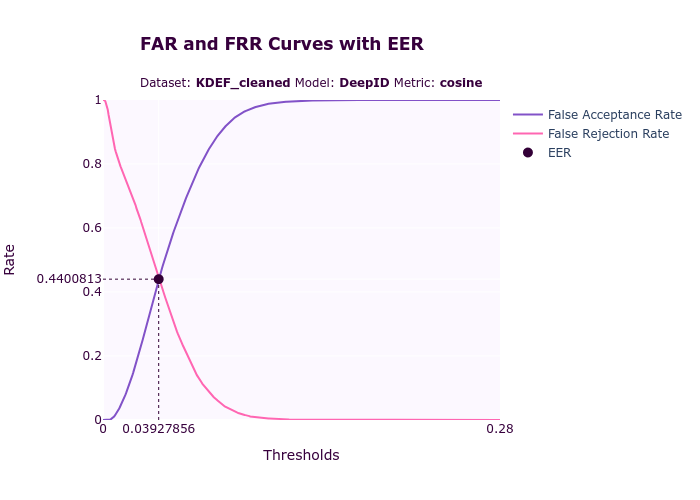 FAR and FRR Curves with EER
Dataset: KDEF_cleaned Model: DeepID Metric: cosine
False Acceptance Rate
False Rejection Rate
EER
Rate
1
0.8
0.6
0.4400813
0.4
0.2
0
0
0.03927856
0.28
Thresholds